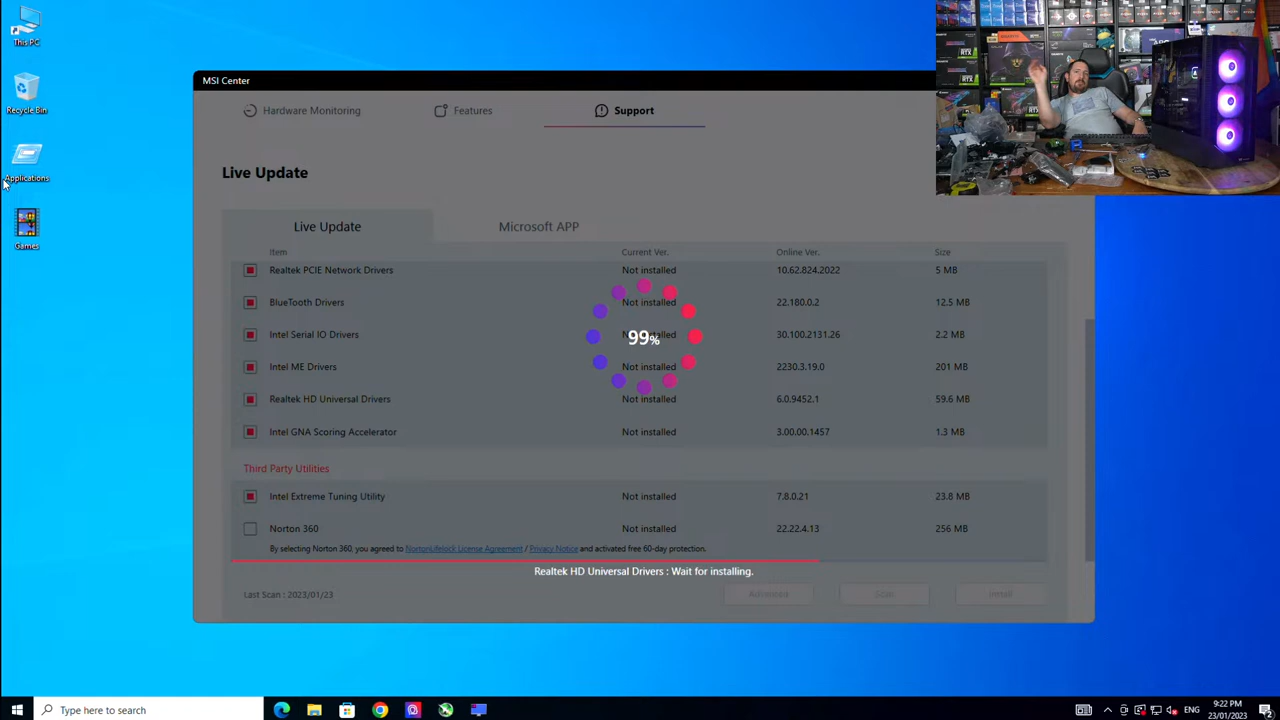 This PC
Recycle Bin
Applications
Games
MSI Center
Hardware Monitoring
Features
Support
Live Update
Live Update
Microsoft APP
Item Current Ver. Online Ver. Size
Realtek PCIE Network Drivers Not installed 10.62.824.2022 5 MB
BlueTooth Drivers Not installed 22.180.0.2 12.5 MB
Intel Serial IO Drivers Not installed 30.100.2131.26 2.2 MB
99%
Intel ME Drivers Not installed 2230.3.19.0 201 MB
Realtek HD Universal Drivers Not installed 6.0.9452.1 59.6 MB
Intel GNA Scoring Accelerator Not installed 3.00.00.1457 1.3 MB
Third Party Utilities
Intel Extreme Tuning Utility Not installed 7.8.0.21 23.8 MB
Norton 360 Not installed 22.22.4.13 256 MB
By selecting Norton 360, you agreed to NortonLifelock License Agreement / Privacy Notice and activated free 60-day protection.
Realtek HD Universal Drivers : Wait for installing.
Last Scan : 2023/01/23
Advanced
Scan
Install
Type here to search
ENG
9:22 PM
23/01/2023